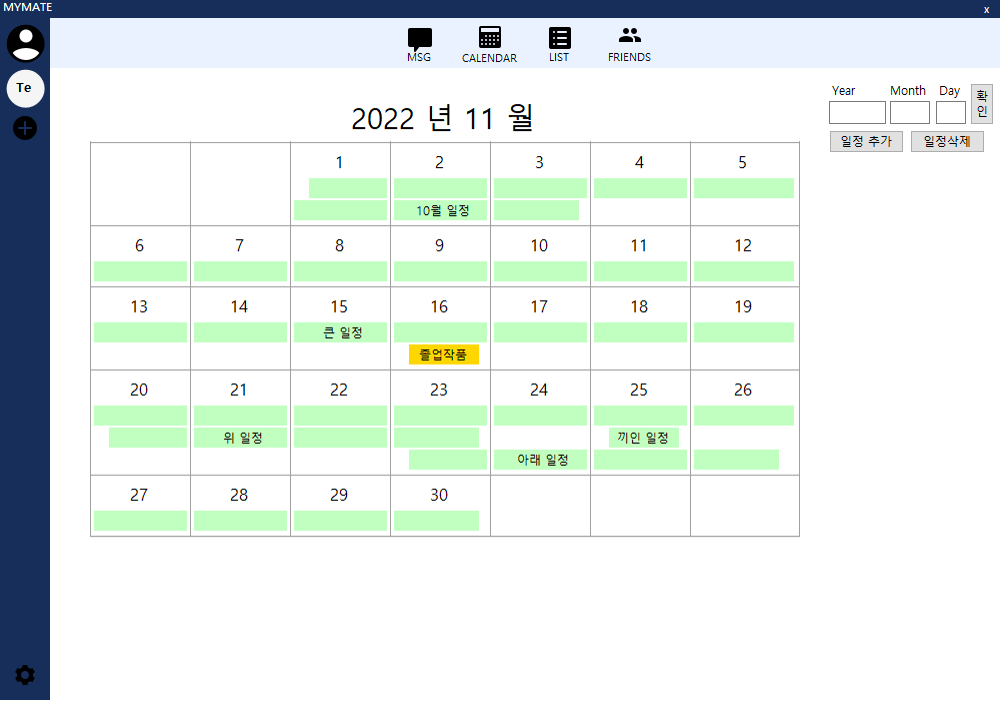 MYMATE x
MSG CALENDAR LIST FRIENDS
Te
Year Month Day 확인
일정 추가 일정삭제
2022 년 11 월
1 2 3 4 5
10월 일정
6 7 8 9 10 11 12
13 14 15 16 17 18 19
큰 일정
졸업작품
20 21 22 23 24 25 26
위 일정 끼인 일정
아래 일정
27 28 29 30